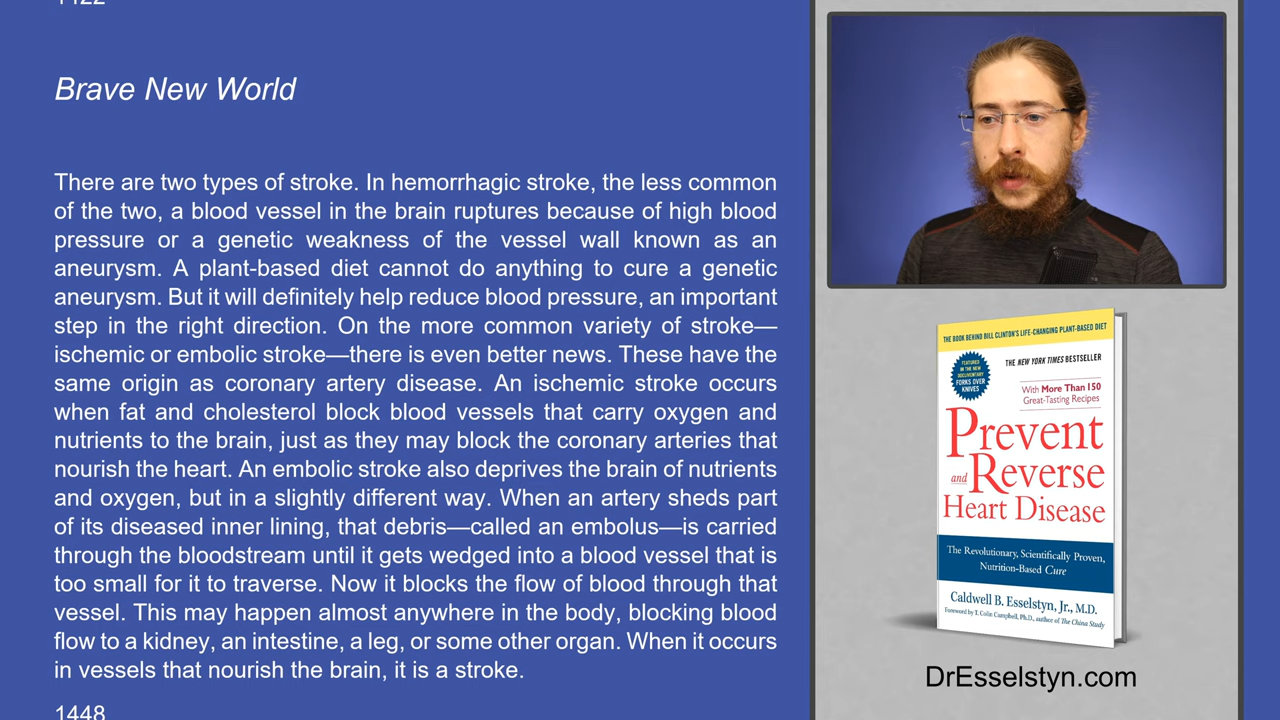 1422
Brave New World
There are two types of stroke. In hemorrhagic stroke, the less common
of the two, a blood vessel in the brain ruptures because of high blood
pressure or a genetic weakness of the vessel wall known as an
aneurysm. A plant-based diet cannot do anything to cure a genetic
aneurysm. But it will definitely help reduce blood pressure, an important
step in the right direction. On the more common variety of stroke—
ischemic or embolic stroke—there is even better news. These have the
same origin as coronary artery disease. An ischemic stroke occurs
when fat and cholesterol block blood vessels that carry oxygen and
nutrients to the brain, just as they may block the coronary arteries that
nourish the heart. An embolic stroke also deprives the brain of nutrients
and oxygen, but in a slightly different way. When an artery sheds part
of its diseased inner lining, that debris—called an embolus—is carried
through the bloodstream until it gets wedged into a blood vessel that is
too small for it to traverse. Now it blocks the flow of blood through that
vessel. This may happen almost anywhere in the body, blocking blood
flow to a kidney, an intestine, a leg, or some other organ. When it occurs
in vessels that nourish the brain, it is a stroke.
1448
THE BOOK BEHIND BILL CLINTON'S LIFE-CHANGING PLANT-BASED DIET
FEATURED
IN THE NEW
DOCUMENTARY
FORKS OVER
KNIVES
THE NEW YORK TIMES BESTSELLER
With More Than 150
Great-Tasting Recipes
Prevent
and Reverse
Heart Disease
The Revolutionary, Scientifically Proven,
Nutrition-Based Cure
Caldwell B. Esselstyn, Jr., M.D.
Foreword by T. Colin Campbell, Ph.D., author of The China Study
DrEsselstyn.com